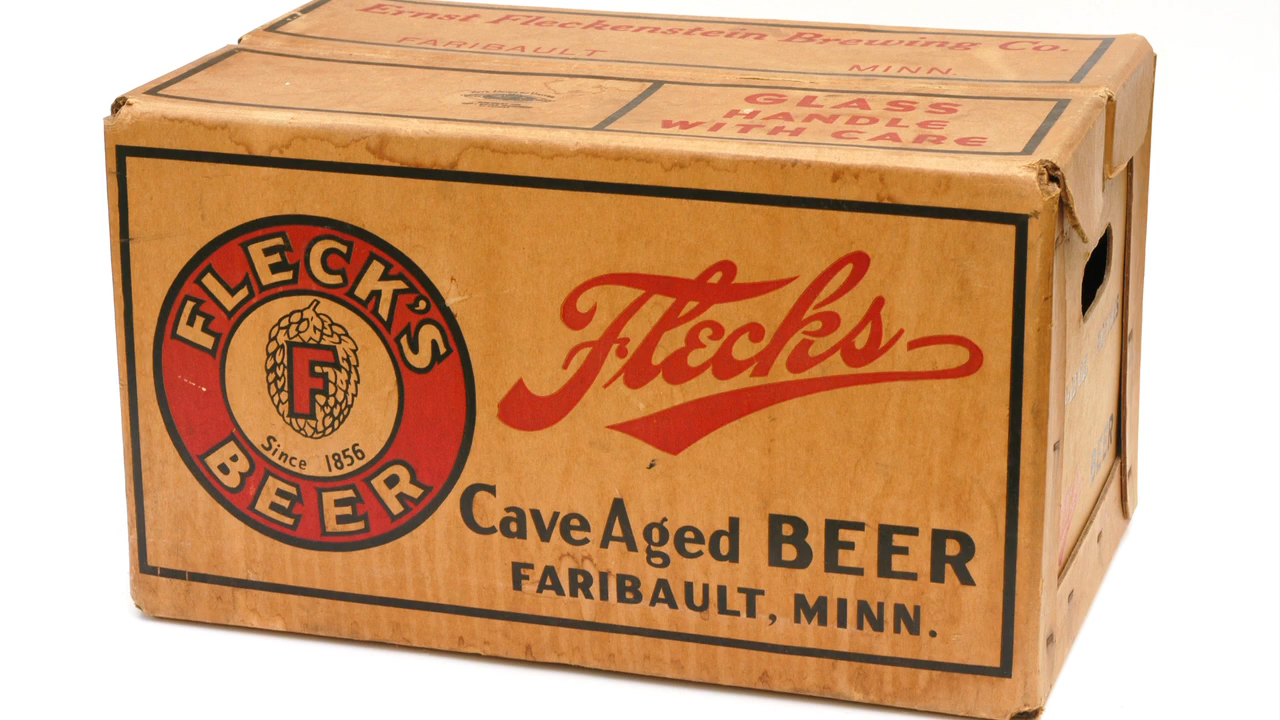 Ernst Fleckenstein Brewing Co.
FARIBAULT MINN.
GLASS
HANDLE
WITH CARE
FLECK'S
F
Since 1856
BEER
Flecks
Cave Aged BEER
FARIBAULT, MINN.